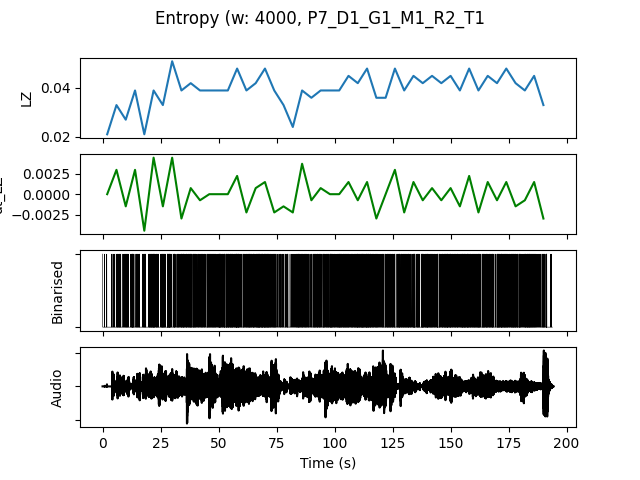 Entropy (w: 4000, P7_D1_G1_M1_R2_T1
LZ
0.04
0.02
0.0025
0.0000
−0.0025
Binarised
Audio
0 25 50 75 100 125 150 175 200
Time (s)